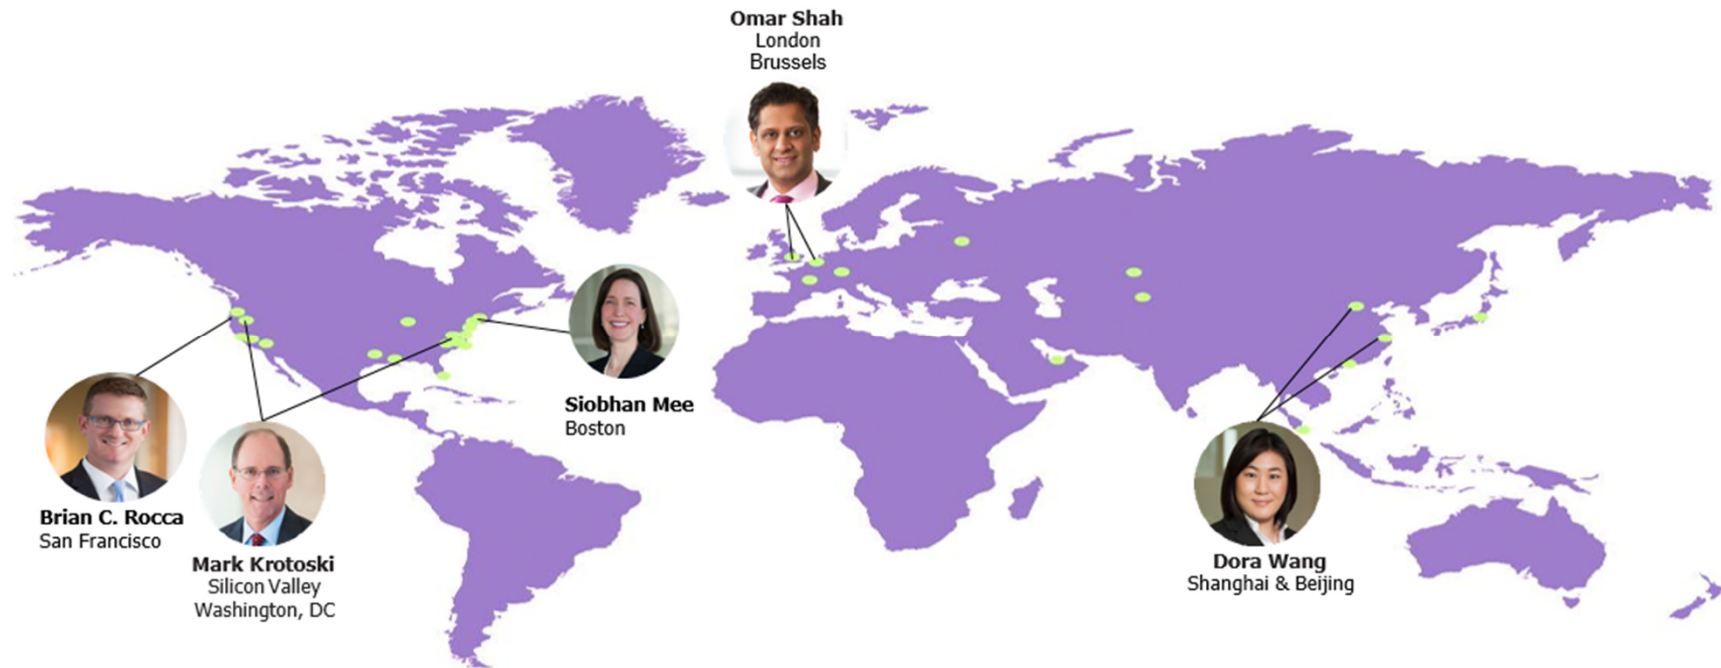 Omar Shah
London
Brussels
Siobhan Mee
Boston
Brian C. Rocca
San Francisco
Mark Krotoski
Silicon Valley
Washington, DC
Dora Wang
Shanghai & Beijing